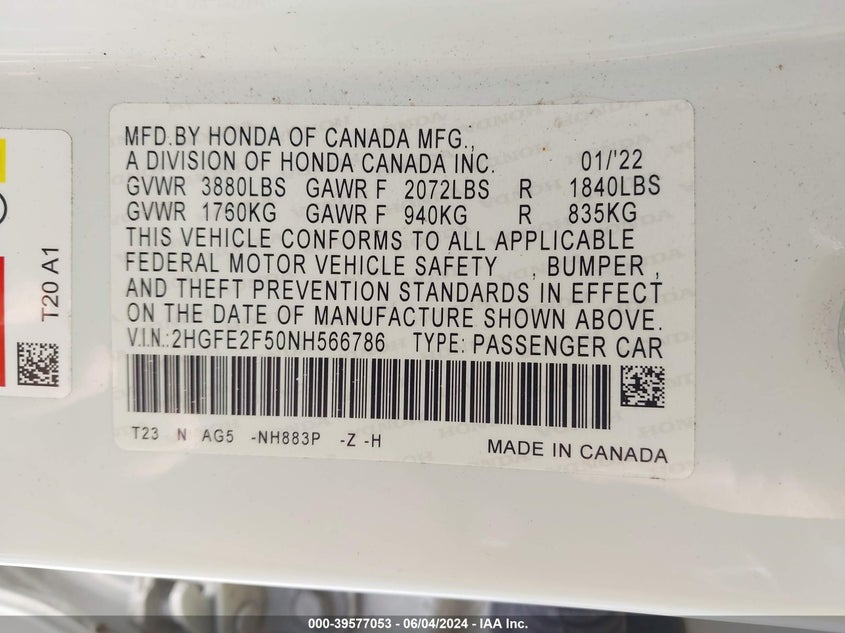 MFD.BY HONDA OF CANADA MFG.,
A DIVISION OF HONDA CANADA INC. 01/'22
GVWR 3880LBS GAWR F 2072LBS R 1840LBS
GVWR 1760KG GAWR F 940KG R 835KG
THIS VEHICLE CONFORMS TO ALL APPLICABLE
FEDERAL MOTOR VEHICLE SAFETY , BUMPER ,
AND THEFT PREVENTION STANDARDS IN EFFECT
ON THE DATE OF MANUFACTURE SHOWN ABOVE.
V.I.N.:2HGFE2F50NH566786 TYPE: PASSENGER CAR
T23 N AG5 -NH883P -Z -H
MADE IN CANADA
T20 A1
000-39577053 - 06/04/2024 - IAA Inc.